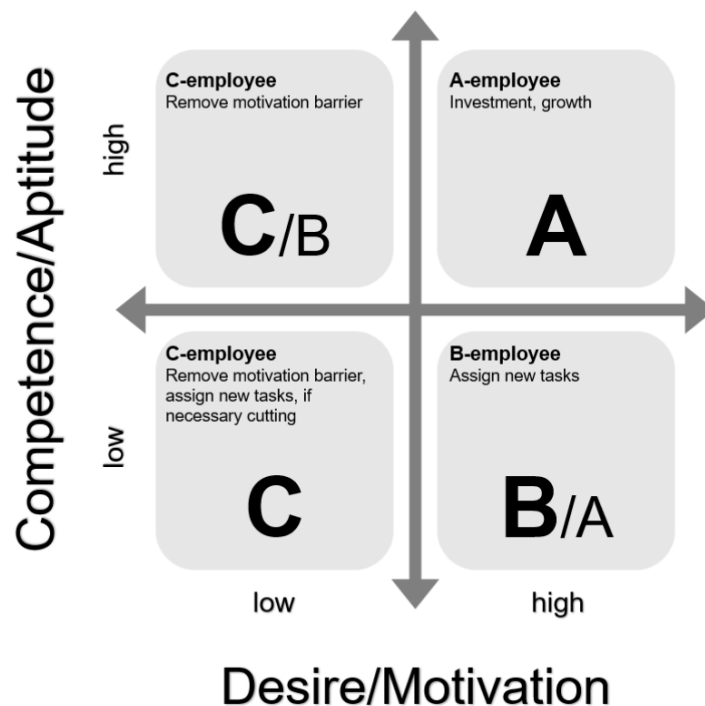 Competence/Aptitude
high
low
C-employee
Remove motivation barrier
C/B
A-employee
Investment, growth
A
C-employee
Remove motivation barrier,
assign new tasks, if
necessary cutting
C
B-employee
Assign new tasks
B/A
low
high
Desire/Motivation